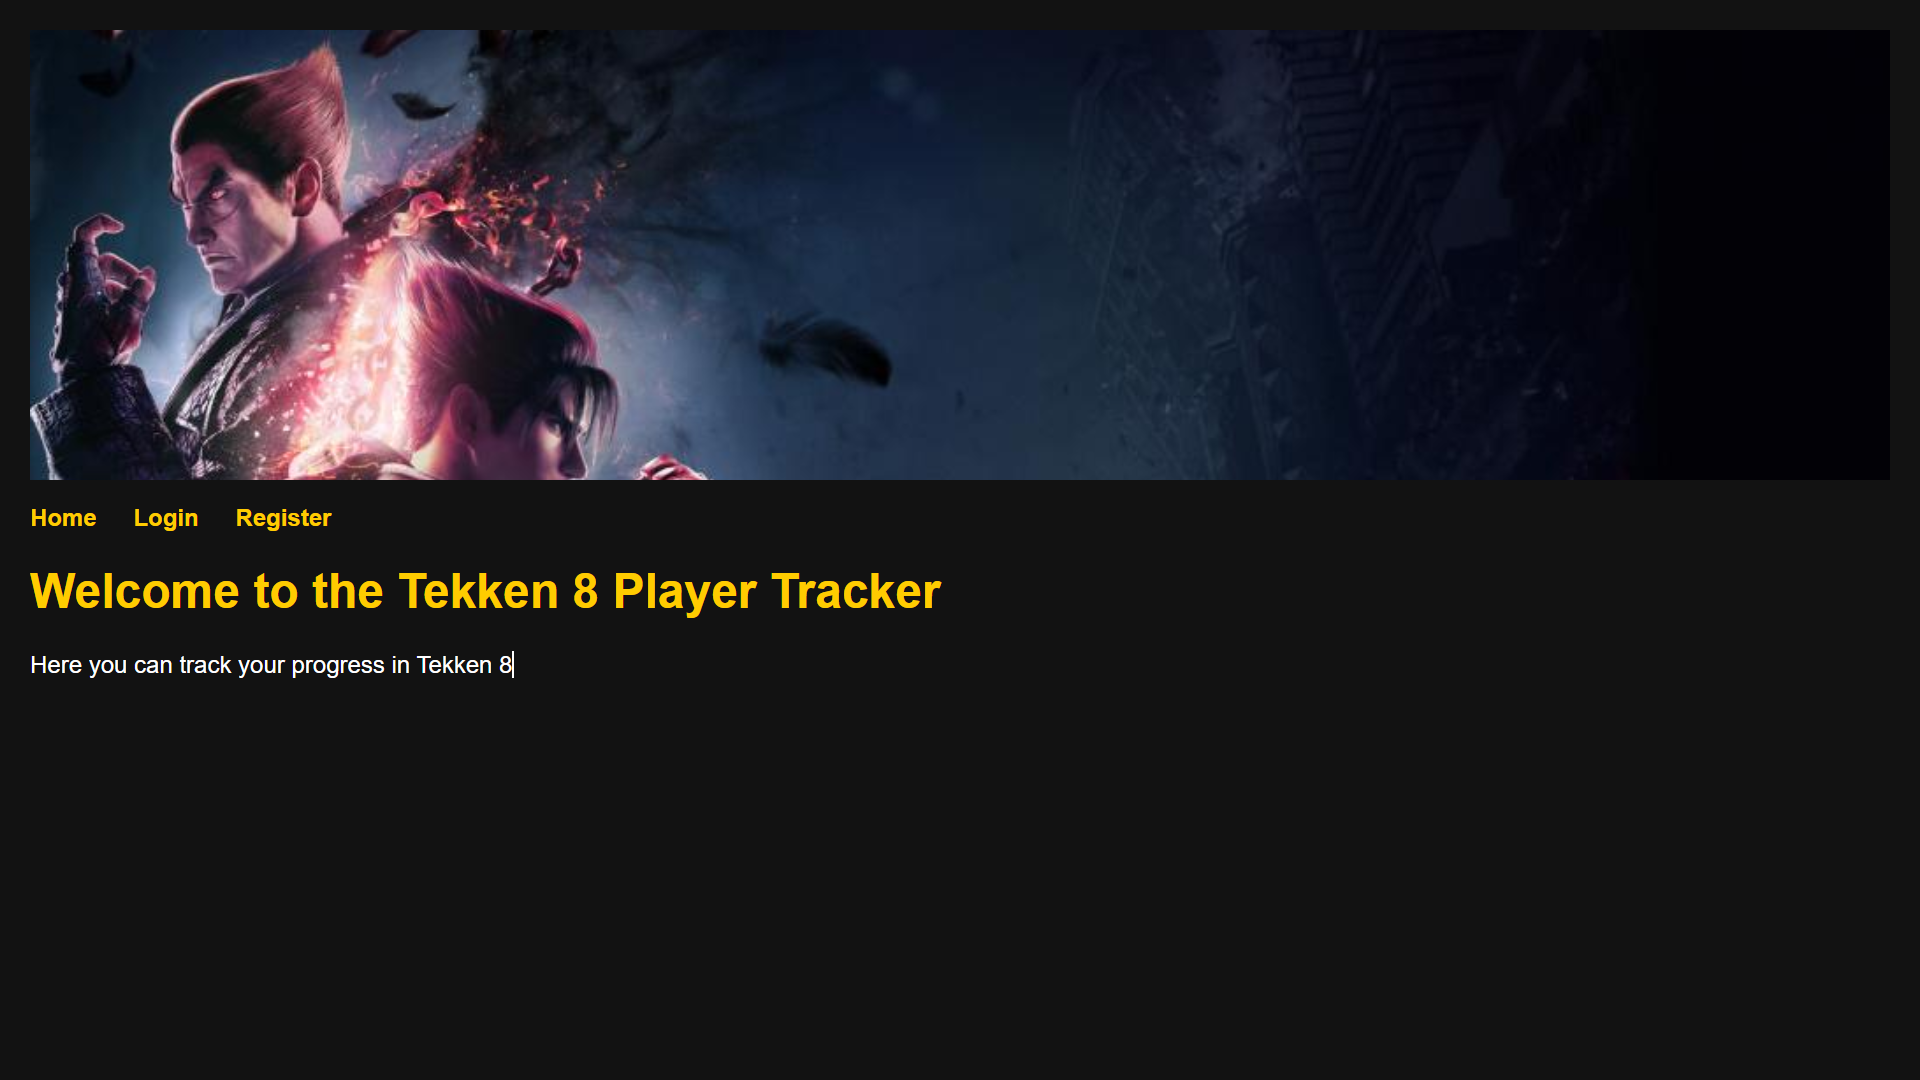 Home Login Register
Welcome to the Tekken 8 Player Tracker
Here you can track your progress in Tekken 8